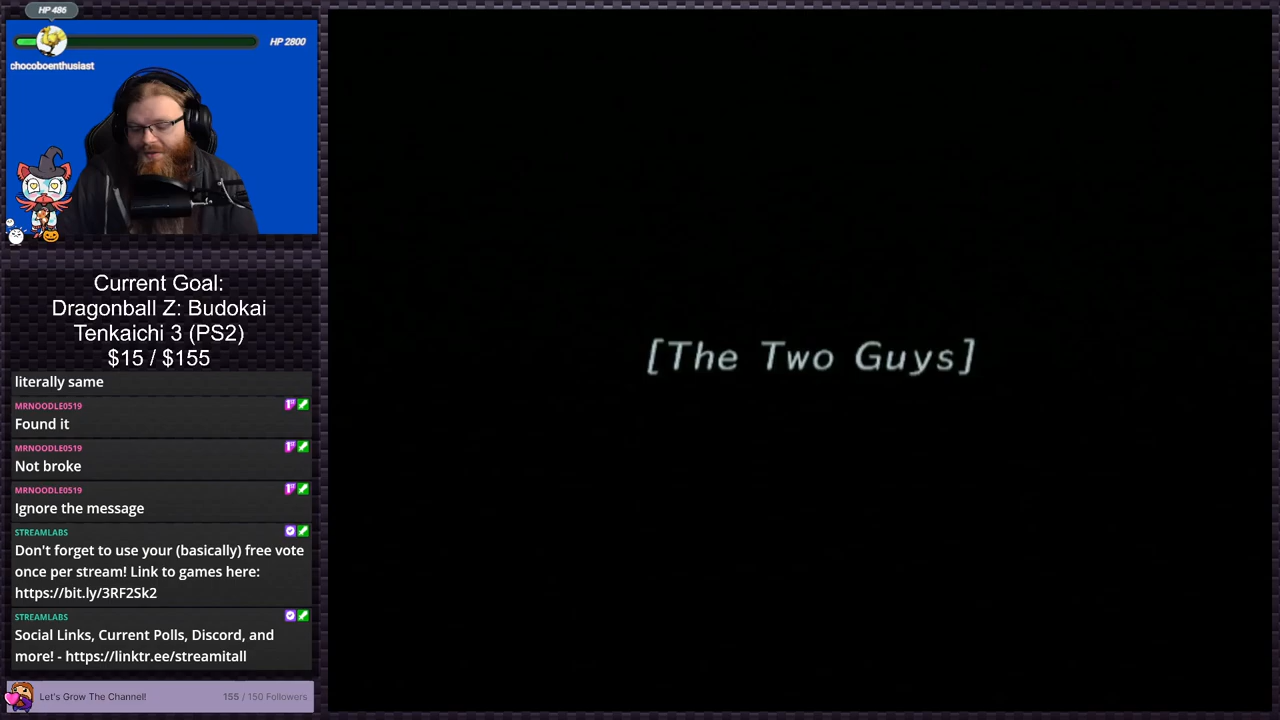 HP 486
HP 2800
chocoboenthusiast
Current Goal:
Dragonball Z: Budokai
Tenkaichi 3 (PS2)
$15 / $155
literally same
MRNOODLE0519
Found it
MRNOODLE0519
Not broke
MRNOODLE0519
Ignore the message
STREAMLABS
Don't forget to use your (basically) free vote
once per stream! Link to games here:
https://bit.ly/3RF2Sk2
STREAMLABS
Social Links, Current Polls, Discord, and
more! - https://linktr.ee/streamitall
Let's Grow The Channel!
155 / 150 Followers
[The Two Guys]